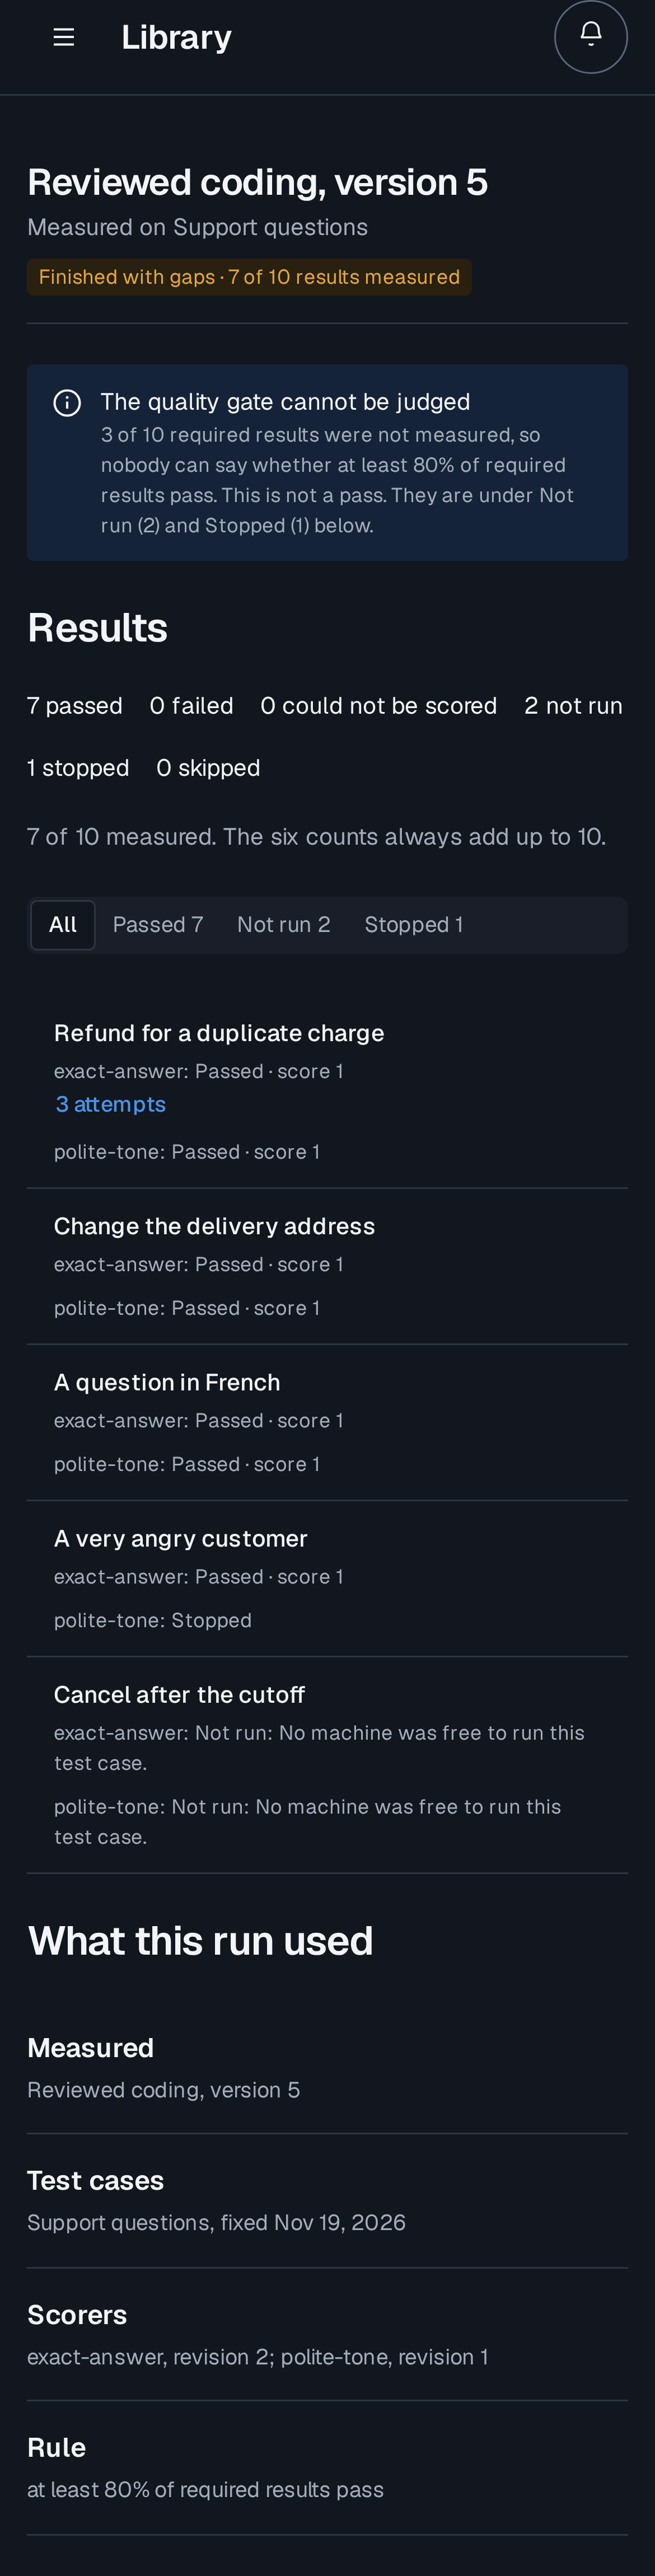 Library
Reviewed coding, version 5
Measured on Support questions
Finished with gaps · 7 of 10 results measured
The quality gate cannot be judged
3 of 10 required results were not measured, so
nobody can say whether at least 80% of required
results pass. This is not a pass. They are under Not
run (2) and Stopped (1) below.
Results
7 passed 0 failed 0 could not be scored 2 not run
1 stopped 0 skipped
7 of 10 measured. The six counts always add up to 10.
All Passed 7 Not run 2 Stopped 1
Refund for a duplicate charge
exact-answer: Passed · score 1
3 attempts
polite-tone: Passed · score 1
Change the delivery address
exact-answer: Passed · score 1
polite-tone: Passed · score 1
A question in French
exact-answer: Passed · score 1
polite-tone: Passed · score 1
A very angry customer
exact-answer: Passed · score 1
polite-tone: Stopped
Cancel after the cutoff
exact-answer: Not run: No machine was free to run this
test case.
polite-tone: Not run: No machine was free to run this
test case.
What this run used
Measured
Reviewed coding, version 5
Test cases
Support questions, fixed Nov 19, 2026
Scorers
exact-answer, revision 2; polite-tone, revision 1
Rule
at least 80% of required results pass